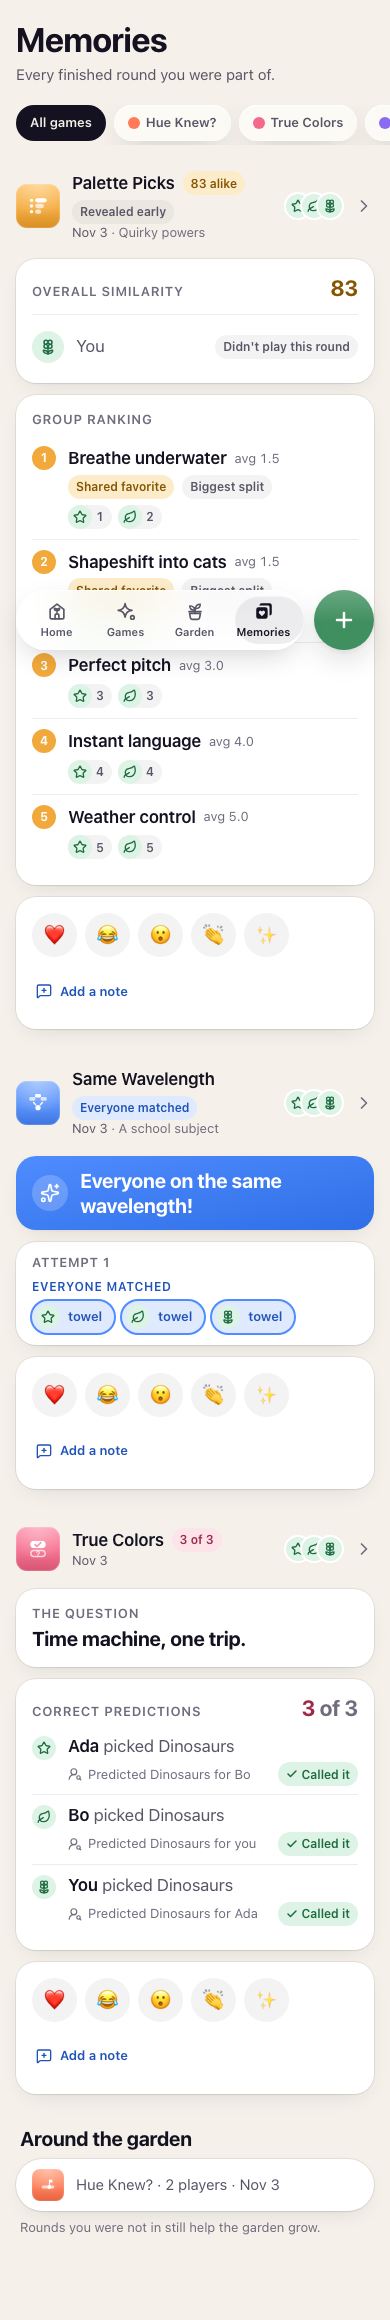 Memories
Every finished round you were part of.
All games
Hue Knew?
True Colors
Palette Picks 83 alike
Revealed early
Nov 3 · Quirky powers
OVERALL SIMILARITY 83
You Didn't play this round
GROUP RANKING
1 Breathe underwater avg 1.5
Shared favorite Biggest split
1 2
2 Shapeshift into cats avg 1.5
Shared favorite Biggest split
Home Games Garden Memories
3 Perfect pitch avg 3.0
3 3
4 Instant language avg 4.0
4 4
5 Weather control avg 5.0
5 5
Add a note
Same Wavelength
Everyone matched
Nov 3 · A school subject
Everyone on the same
wavelength!
ATTEMPT 1
EVERYONE MATCHED
towel towel towel
Add a note
True Colors 3 of 3
Nov 3
THE QUESTION
Time machine, one trip.
CORRECT PREDICTIONS 3 of 3
Ada picked Dinosaurs
Predicted Dinosaurs for Bo Called it
Bo picked Dinosaurs
Predicted Dinosaurs for you Called it
You picked Dinosaurs
Predicted Dinosaurs for Ada Called it
Add a note
Around the garden
Hue Knew? · 2 players · Nov 3
Rounds you were not in still help the garden grow.